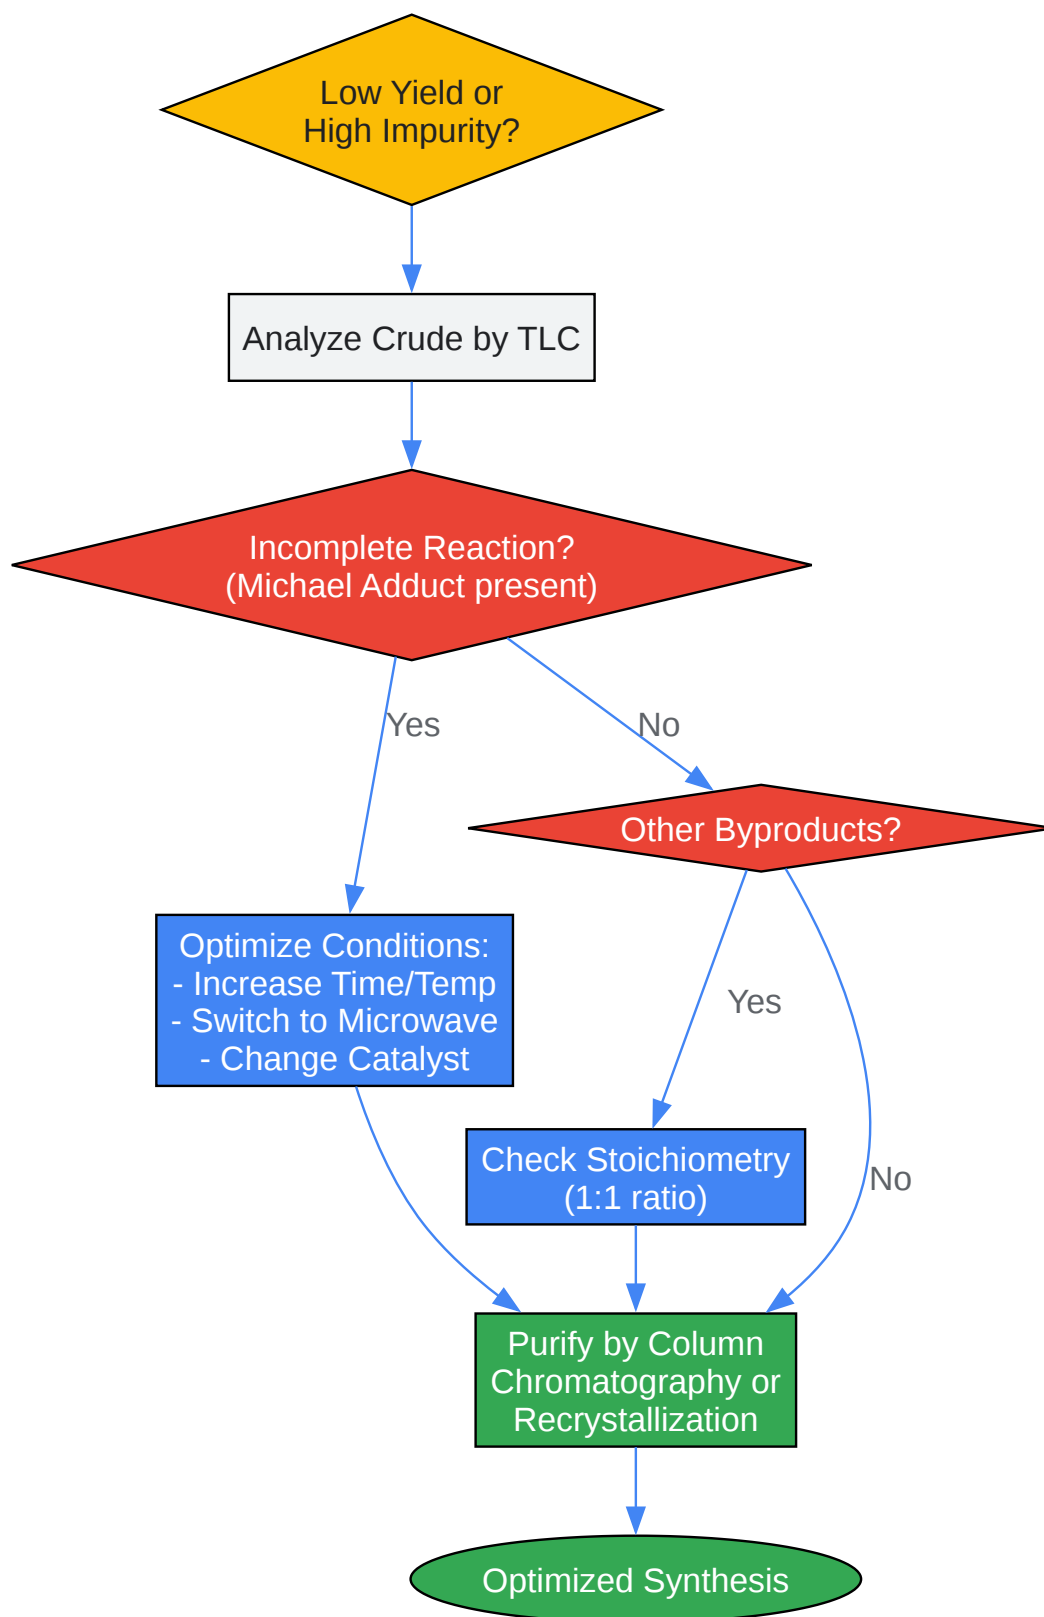 Low Yield or
High Impurity?
Analyze Crude by TLC
Incomplete Reaction?
(Michael Adduct present)
Yes
No
Other Byproducts?
Optimize Conditions:
- Increase Time/Temp
- Switch to Microwave
- Change Catalyst
Yes
Check Stoichiometry
(1:1 ratio)
No
Purify by Column
Chromatography or
Recrystallization
Optimized Synthesis